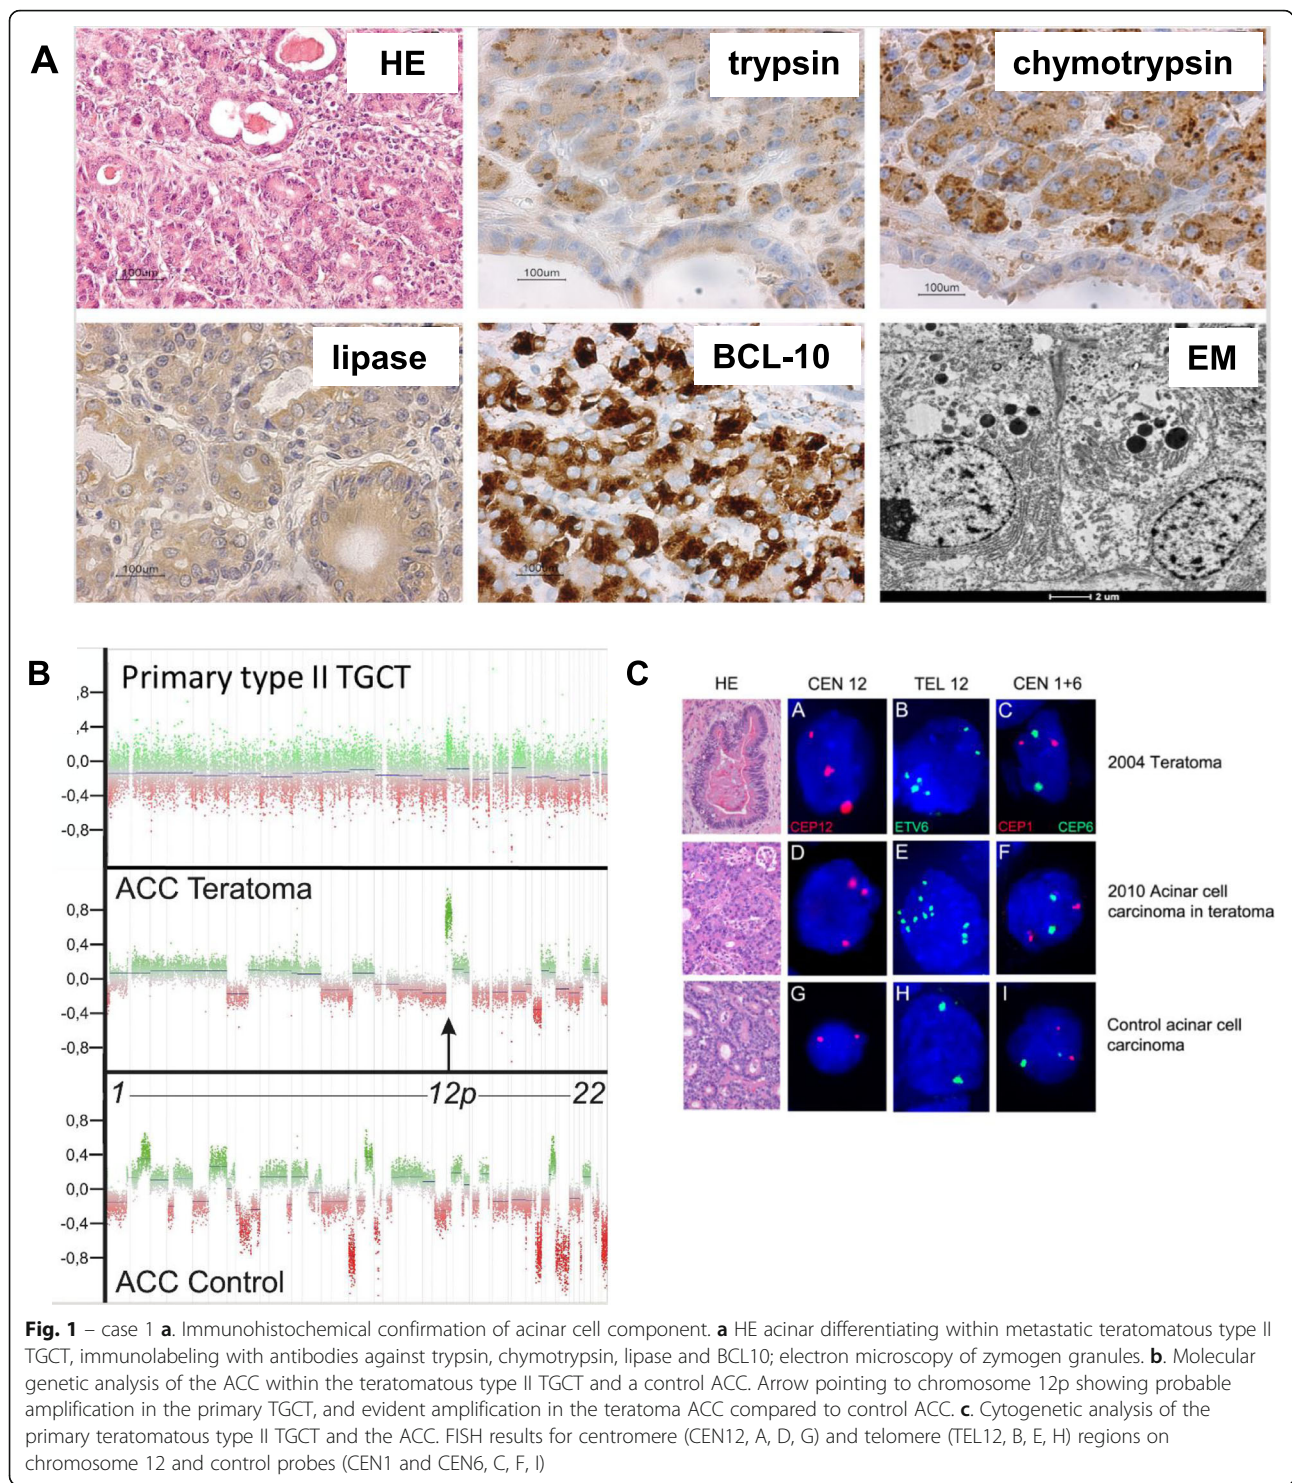 A
HE
trypsin
chymotrypsin
100um
100um
100um
lipase
BCL-10
EM
100um
100um
2 um
B
Primary type II TGCT
,8
,4
0,0
-0,4
-0,8
ACC Teratoma
0,8
0,4
0,0
-0,4
-0,8
1 12p 22
0,8
0,4
0,0
-0,4
-0,8
ACC Control
C
HE CEN 12 TEL 12 CEN 1+6
A B C
CEP12 ETV6 CEP1 CEP6
2004 Teratoma
D E F
2010 Acinar cell
carcinoma in teratoma
G H I
Control acinar cell
carcinoma
Fig. 1 – case 1 a. Immunohistochemical confirmation of acinar cell component. a HE acinar differentiating within metastatic teratomatous type II
TGCT, immunolabeling with antibodies against trypsin, chymotrypsin, lipase and BCL10; electron microscopy of zymogen granules. b. Molecular
genetic analysis of the ACC within the teratomatous type II TGCT and a control ACC. Arrow pointing to chromosome 12p showing probable
amplification in the primary TGCT, and evident amplification in the teratoma ACC compared to control ACC. c. Cytogenetic analysis of the
primary teratomatous type II TGCT and the ACC. FISH results for centromere (CEN12, A, D, G) and telomere (TEL12, B, E, H) regions on
chromosome 12 and control probes (CEN1 and CEN6, C, F, I)